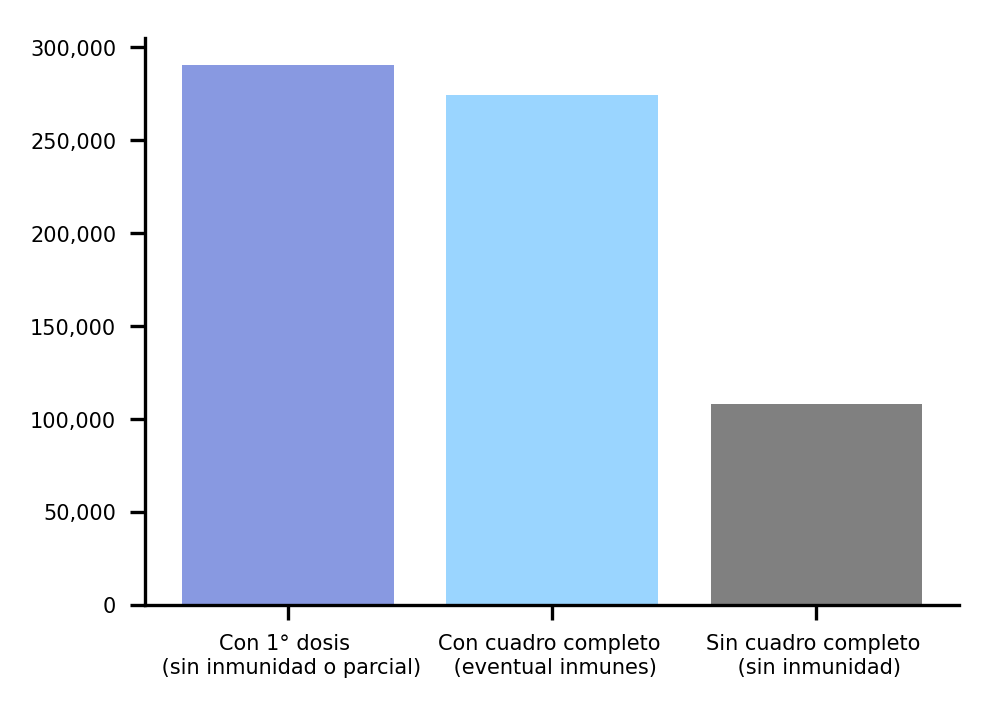 300,000
250,000
200,000
150,000
100,000
50,000
0
Con 1° dosis
(sin inmunidad o parcial)
Con cuadro completo
(eventual inmunes)
Sin cuadro completo
(sin inmunidad)